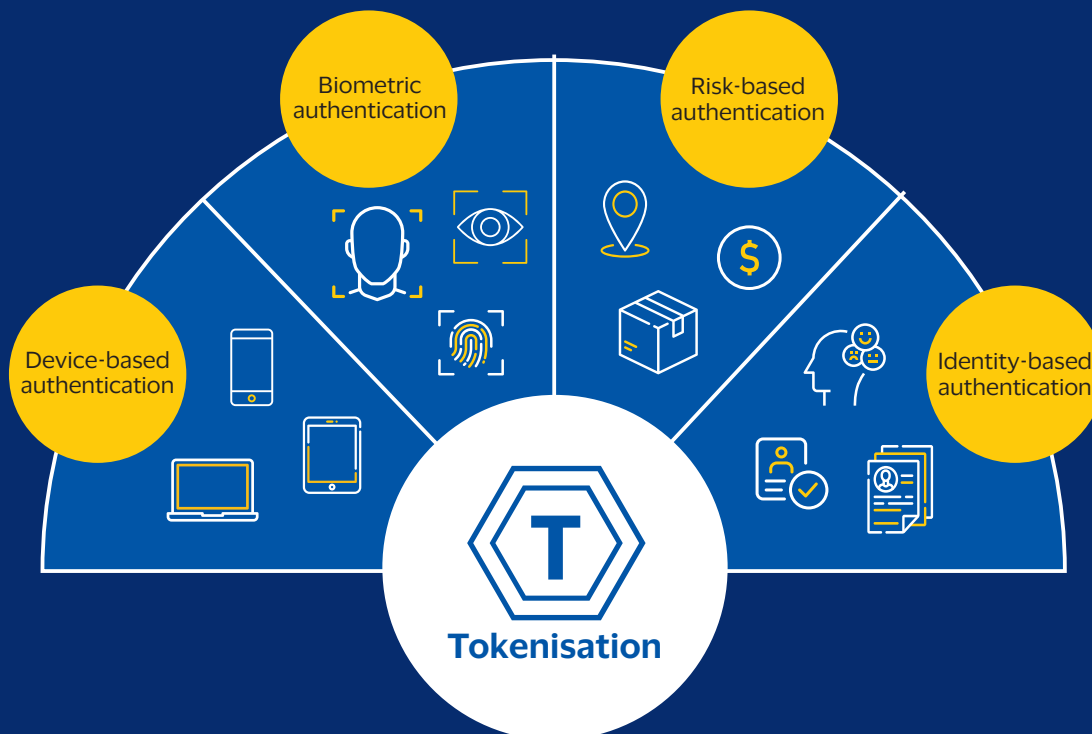 Biometric
authentication
Risk-based
authentication
Device-based
authentication
Identity-based
authentication
$
T
Tokenisation